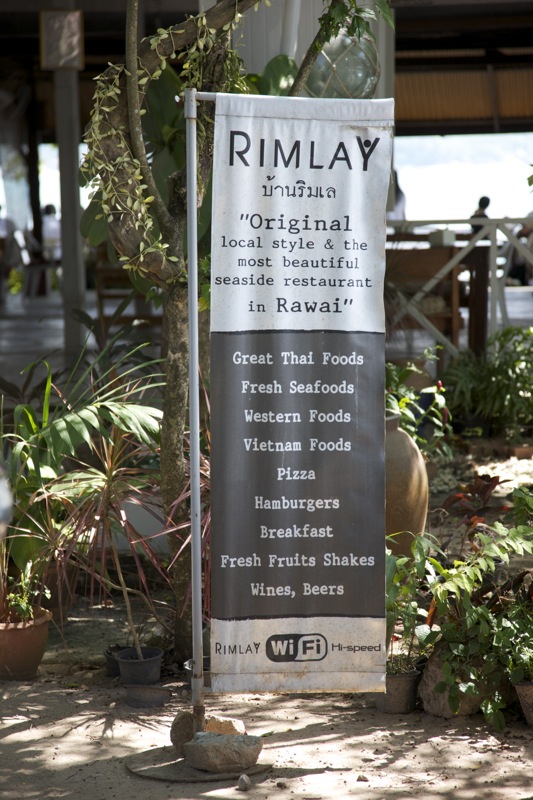 RIMLAY
บ้านริมเล
"Original
local style & the
most beautiful
seaside restaurant
in Rawai"
Great Thai Foods
Fresh Seafoods
Western Foods
Vietnam Foods
Pizza
Hamburgers
Breakfast
Fresh Fruits Shakes
Wines, Beers
RIMLAY WiFi Hi-speed